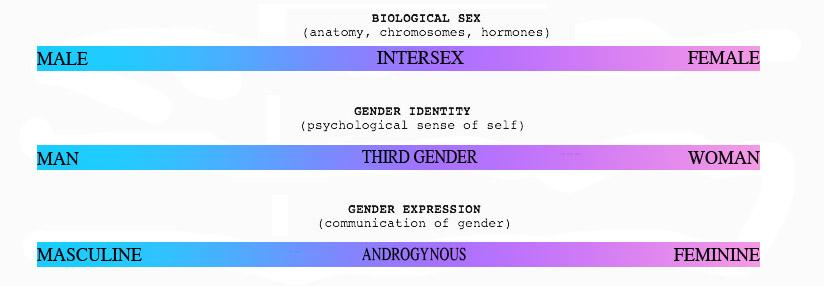 BIOLOGICAL SEX
(anatomy, chromosomes, hormones)
MALE INTERSEX FEMALE
GENDER IDENTITY
(psychological sense of self)
MAN THIRD GENDER WOMAN
GENDER EXPRESSION
(communication of gender)
MASCULINE ANDROGYNOUS FEMININE